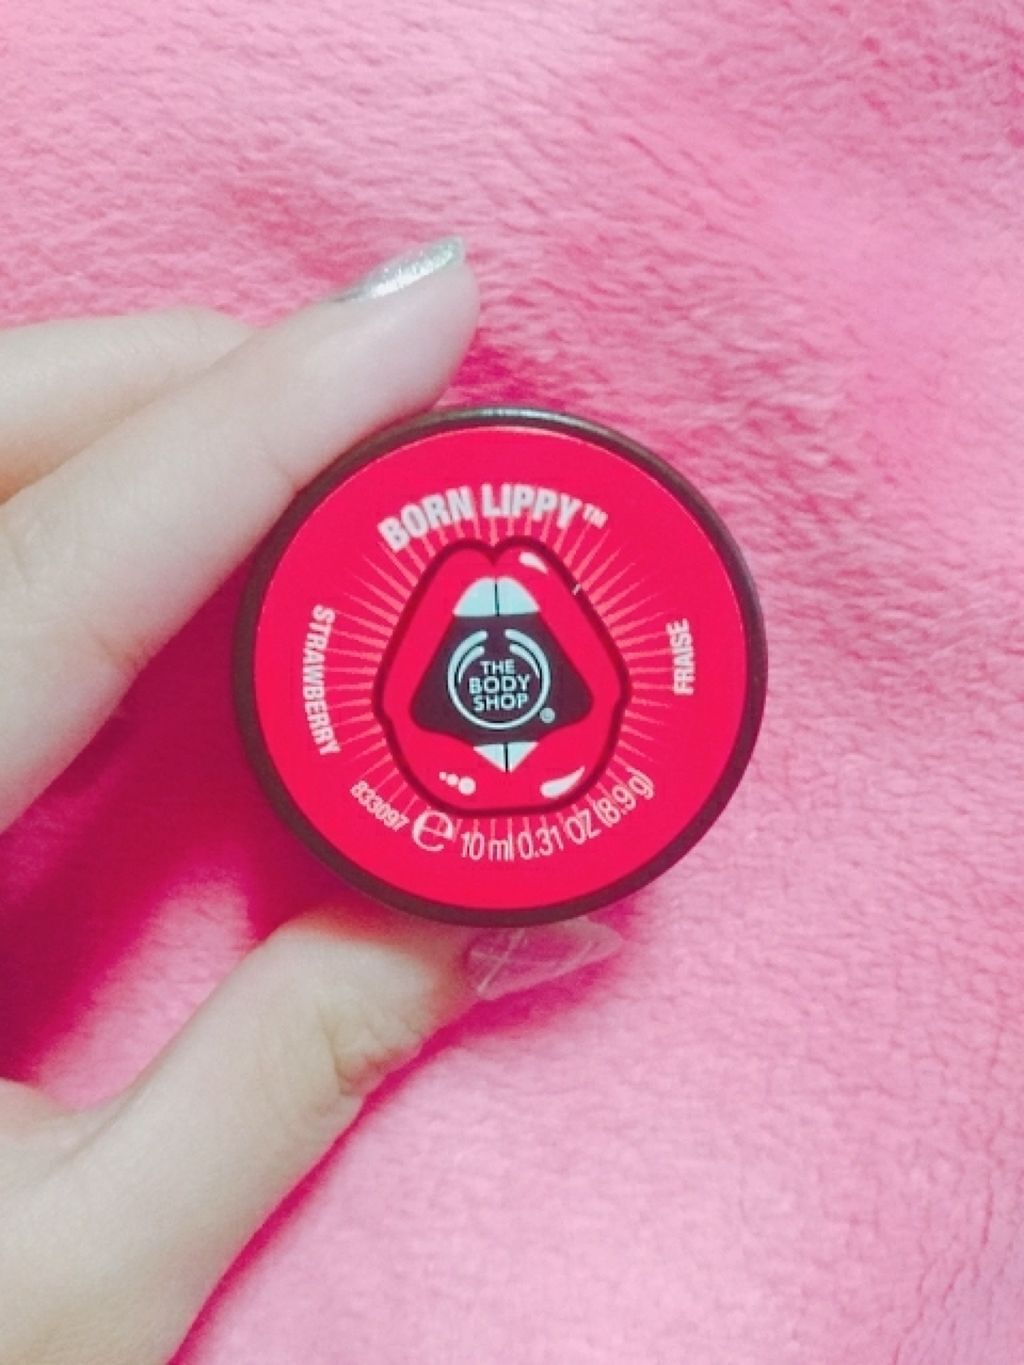 BORN LIPPY™
STRAWBERRY
THE
BODY
SHOP®
FRAISE
833097 e 10 ml 0.31 OZ (8.9 g)